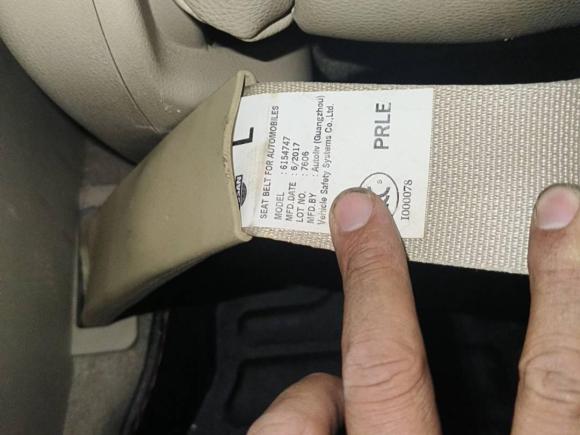 L
SEAT BELT FOR AUTOMOBILES
MODEL : 6154747
MFD.DATE : 6/2017
LOT NO. : 7606
MFD.BY : Autoliv (Guangzhou)
Vehicle Safety Systems Co.,Ltd.
PRLE
I000078